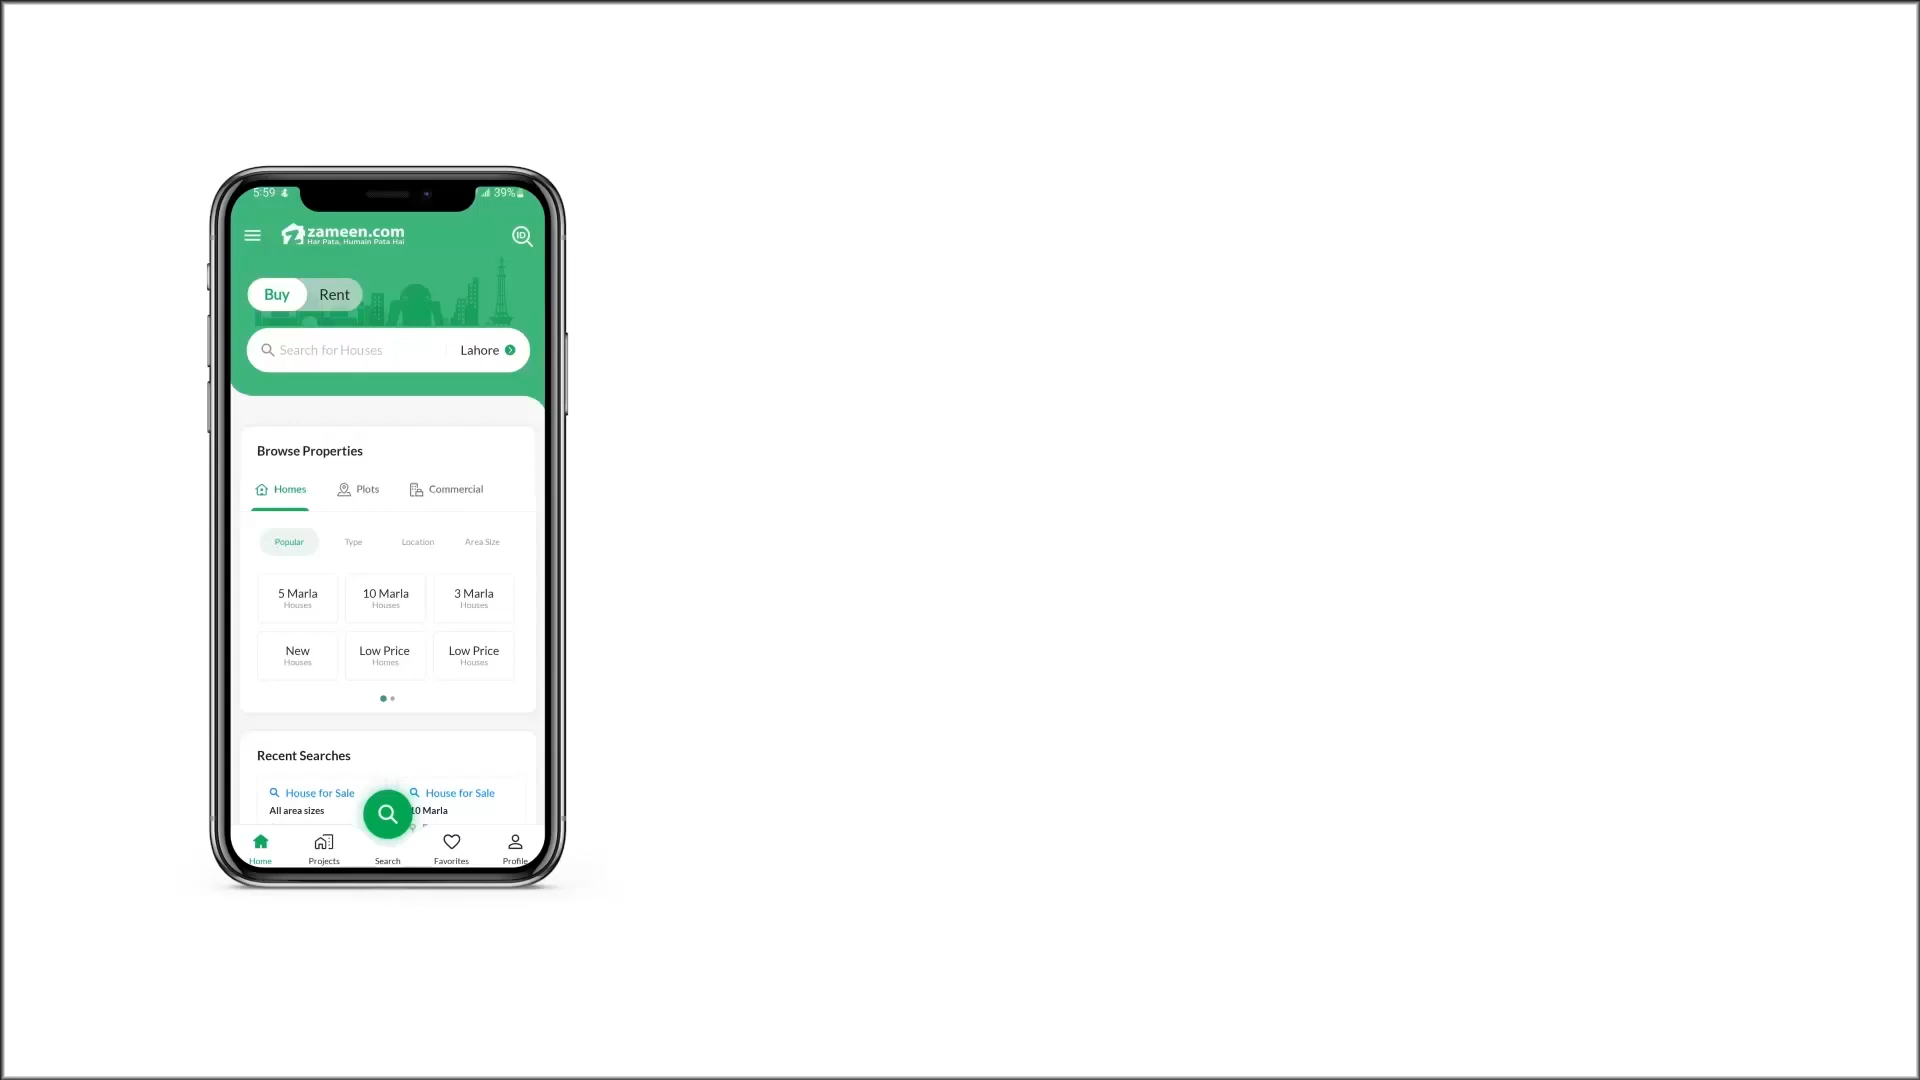 5:59
39%
zameen.com
Har Pata, Humain Pata Hai
ID
Buy Rent
Search for Houses Lahore
Browse Properties
Homes Plots Commercial
Popular Type Location Area Size
5 Marla 10 Marla 3 Marla
Houses Houses Houses
New Low Price Low Price
Houses Homes Houses
Recent Searches
House for Sale House for Sale
All area sizes 10 Marla
Home Projects Search Favorites Profile